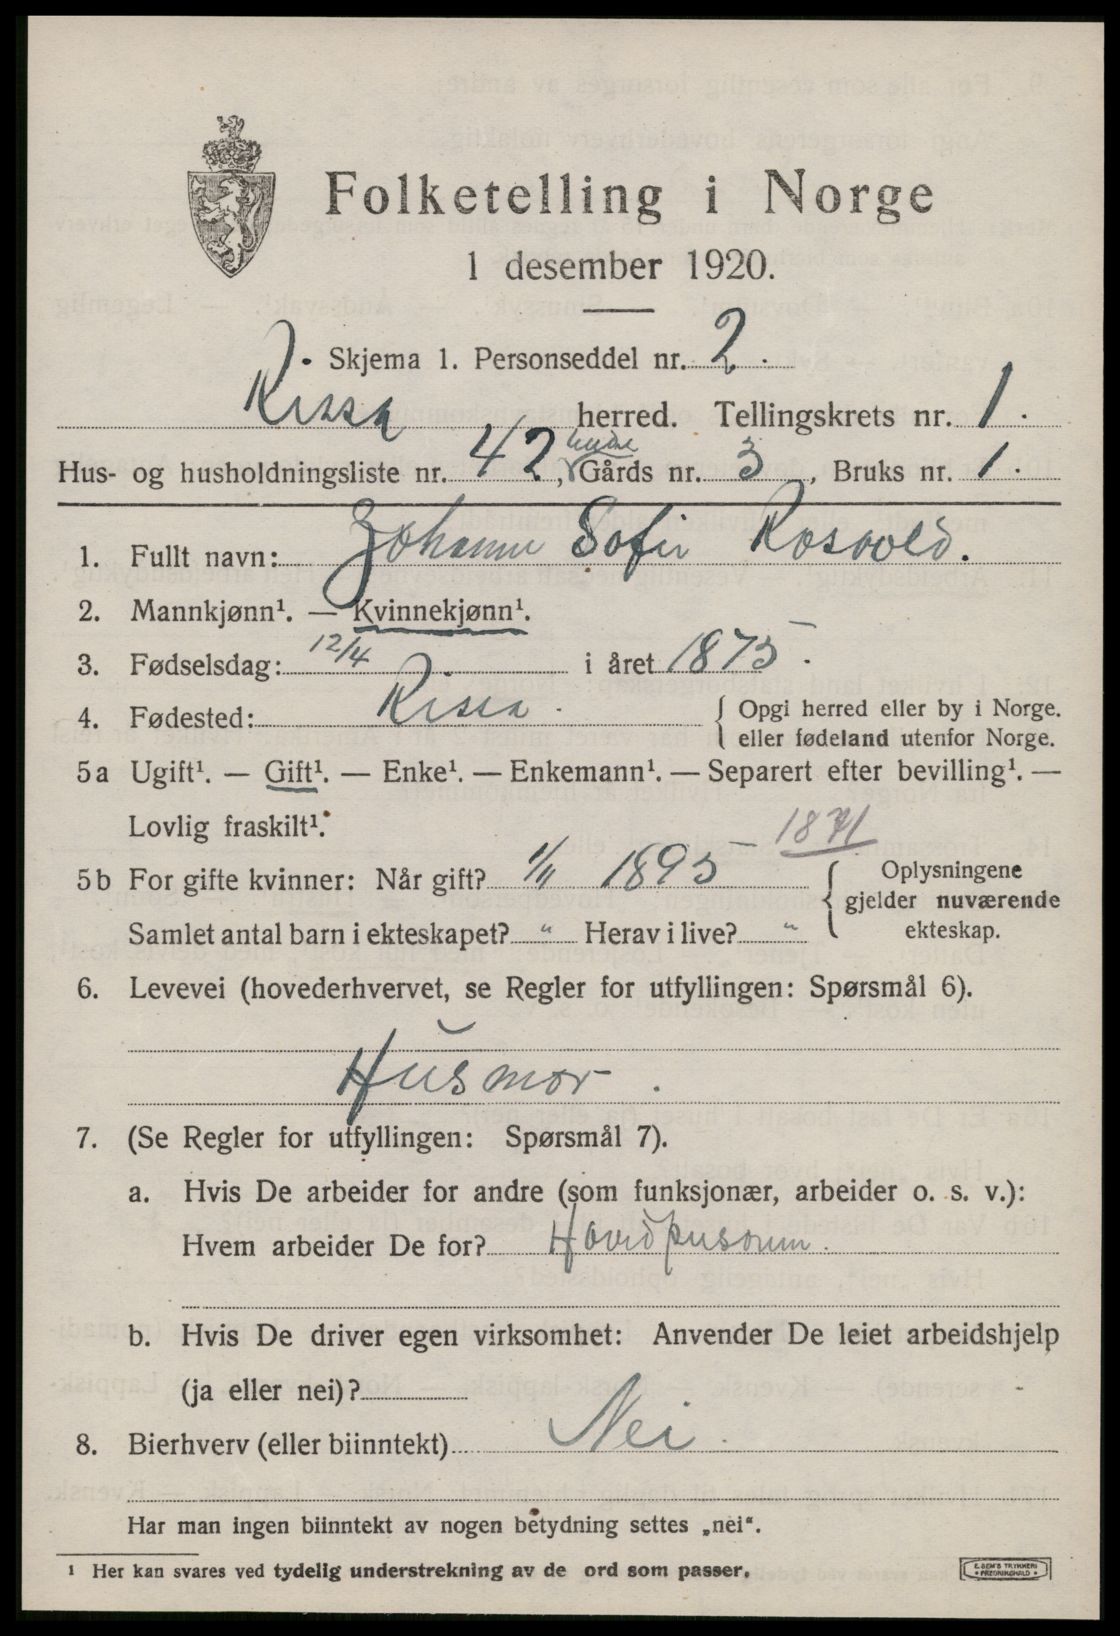 Folketelling i Norge
1 desember 1920.
Skjema 1. Personseddel nr. 2.
Rissa herred. Tellingskrets nr. 1.
Hus- og husholdningsliste nr. 42, Gårds nr. 3, Bruks nr. 1.
1. Fullt navn: Johanne Sofie Rosvold.
2. Mannkjønn¹. — Kvinnekjønn¹.
3. Fødselsdag: 12/4 i året 1875.
4. Fødested: Rissa. { Opgi herred eller by i Norge.
eller fødeland utenfor Norge.
5a Ugift¹. — Gift¹. — Enke¹. — Enkemann¹. — Separert efter bevilling¹. —
Lovlig fraskilt¹.
5b For gifte kvinner: Når gift? 1/11 1895 { Oplysningene
gjelder nuværende
ekteskap.
Samlet antal barn i ekteskapet? " Herav i live? "
6. Levevei (hovederhvervet, se Regler for utfyllingen: Spørsmål 6).
Husmor.
7. (Se Regler for utfyllingen: Spørsmål 7).
a. Hvis De arbeider for andre (som funksjonær, arbeider o. s. v.):
Hvem arbeider De for?
b. Hvis De driver egen virksomhet: Anvender De leiet arbeidshjelp
(ja eller nei)?
8. Bierhverv (eller biinntekt) Nei.
Har man ingen biinntekt av nogen betydning settes „nei“.
¹ Her kan svares ved tydelig understrekning av de ord som passer.
E. SEM'S TRYKKERI
FREDRIKSHALD